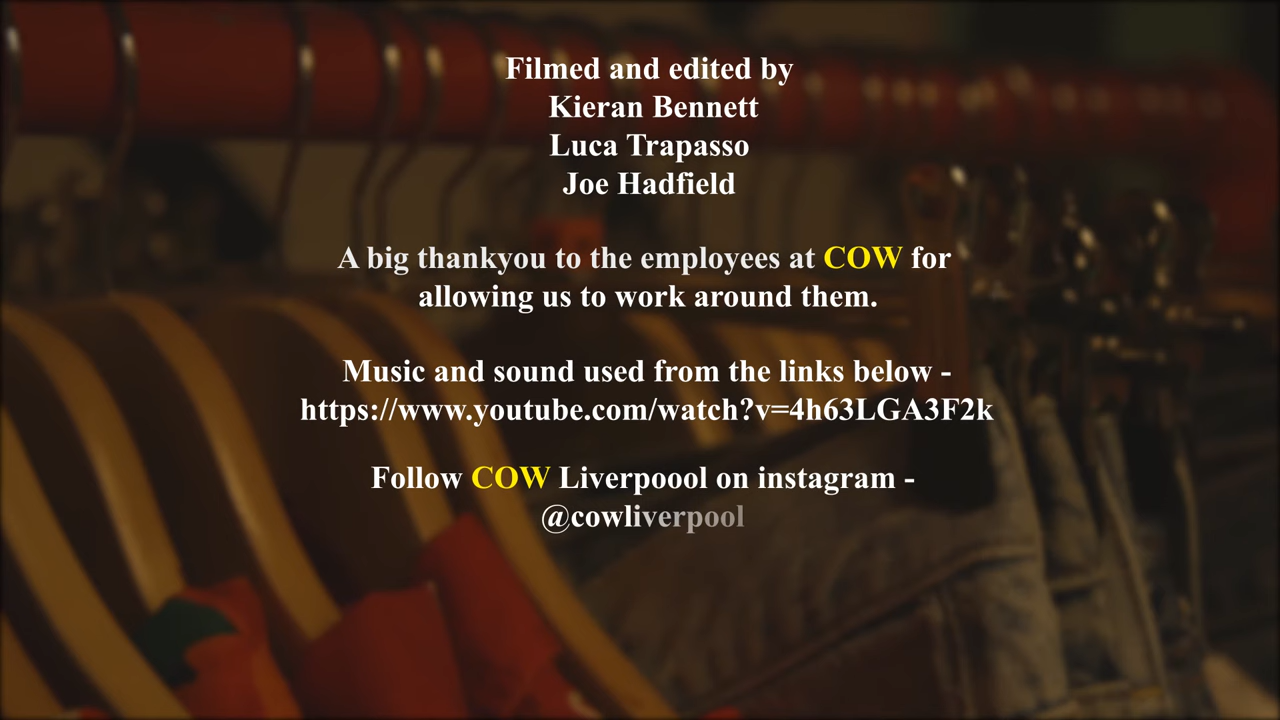 Filmed and edited by
Kieran Bennett
Luca Trapasso
Joe Hadfield
A big thankyou to the employees at COW for
allowing us to work around them.
Music and sound used from the links below -
https://www.youtube.com/watch?v=4h63LGA3F2k
Follow COW Liverpoool on instagram -
@cowliverpool